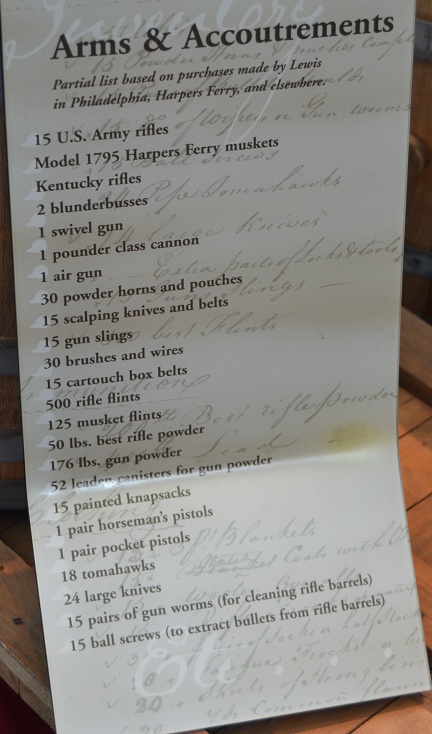 Arms & Accoutrements
Partial list based on purchases made by Lewis
in Philadelphia, Harpers Ferry, and elsewhere.
15 U.S. Army rifles
Model 1795 Harpers Ferry muskets
Kentucky rifles
2 blunderbusses
1 swivel gun
1 pounder class cannon
1 air gun
30 powder horns and pouches
15 scalping knives and belts
15 gun slings
30 brushes and wires
15 cartouch box belts
500 rifle flints
125 musket flints
50 lbs. best rifle powder
176 lbs. gun powder
52 leaden canisters for gun powder
15 painted knapsacks
1 pair horseman's pistols
1 pair pocket pistols
18 tomahawks
24 large knives
15 pairs of gun worms (for cleaning rifle barrels)
15 ball screws (to extract bullets from rifle barrels)